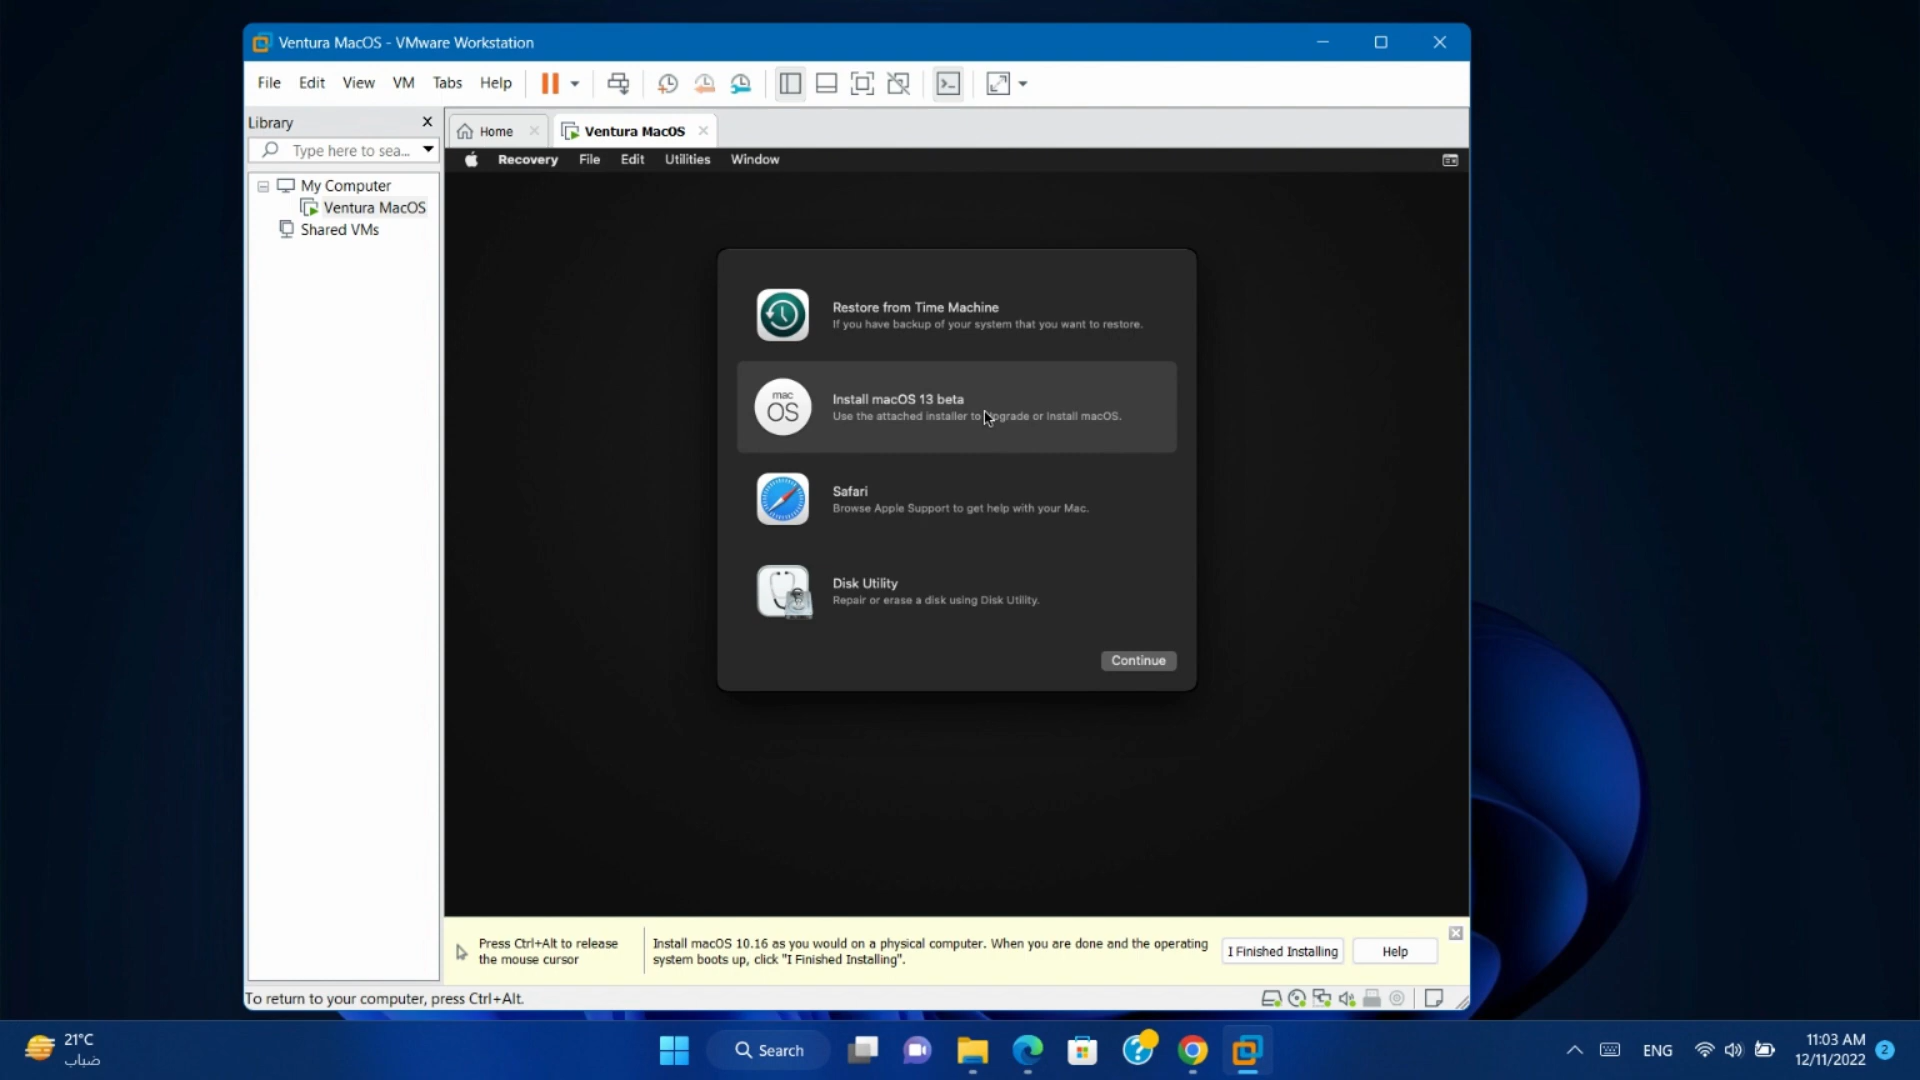 Ventura MacOS - VMware Workstation
File Edit View VM Tabs Help
Library
Type here to sea...
My Computer
Ventura MacOS
Shared VMs
Home
Ventura MacOS
Recovery File Edit Utilities Window
Restore from Time Machine
If you have backup of your system that you want to restore.
mac
OS
Install macOS 13 beta
Use the attached installer to upgrade or install macOS.
Safari
Browse Apple Support to get help with your Mac.
Disk Utility
Repair or erase a disk using Disk Utility.
Continue
Press Ctrl+Alt to release
the mouse cursor
Install macOS 10.16 as you would on a physical computer. When you are done and the operating
system boots up, click "I Finished Installing".
I Finished Installing
Help
To return to your computer, press Ctrl+Alt.
21°C
ضباب
Search
ENG
11:03 AM
12/11/2022
2